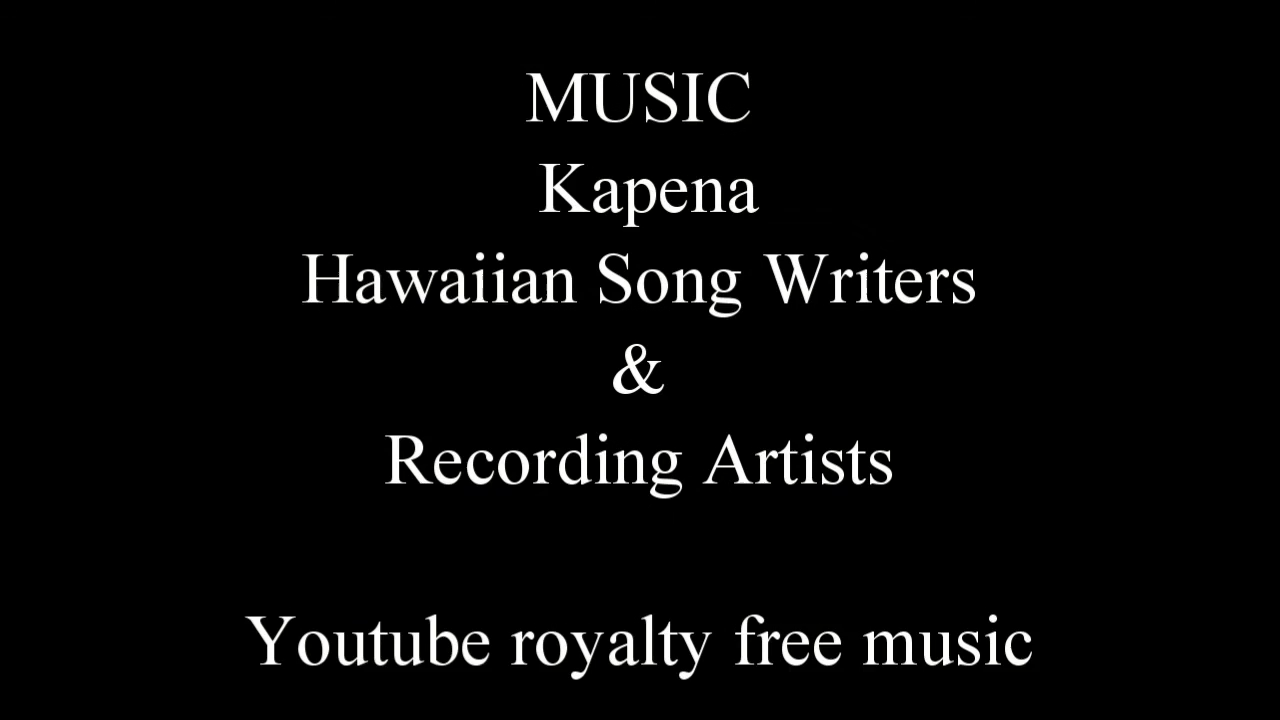 MUSIC
Kapena
Hawaiian Song Writers
&
Recording Artists
Youtube royalty free music